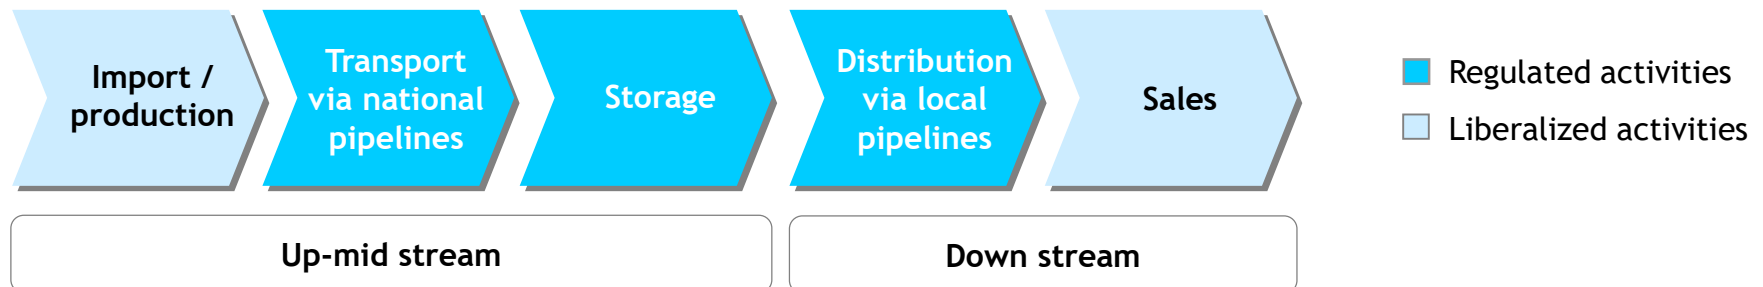 Import /
production
Transport
via national
pipelines
Storage
Distribution
via local
pipelines
Sales
Regulated activities
Liberalized activities
Up-mid stream
Down stream